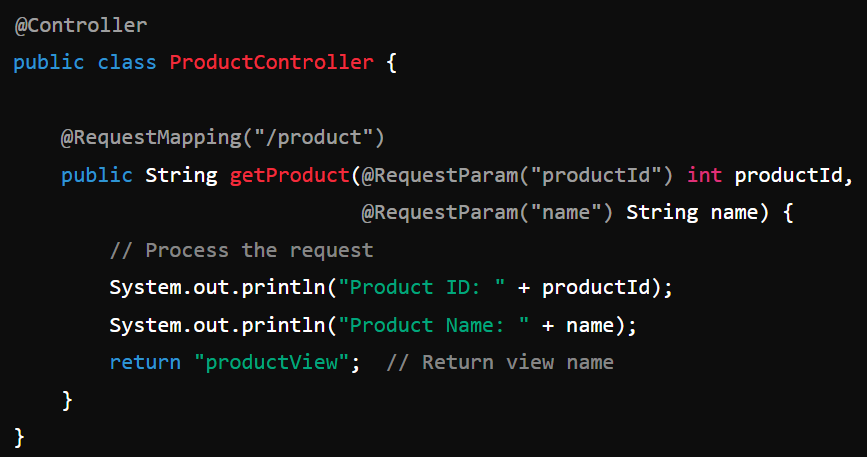 @Controller
public class ProductController {
@RequestMapping("/product")
public String getProduct(@RequestParam("productId") int productId,
@RequestParam("name") String name) {
// Process the request
System.out.println("Product ID: " + productId);
System.out.println("Product Name: " + name);
return "productView";  // Return view name
}
}